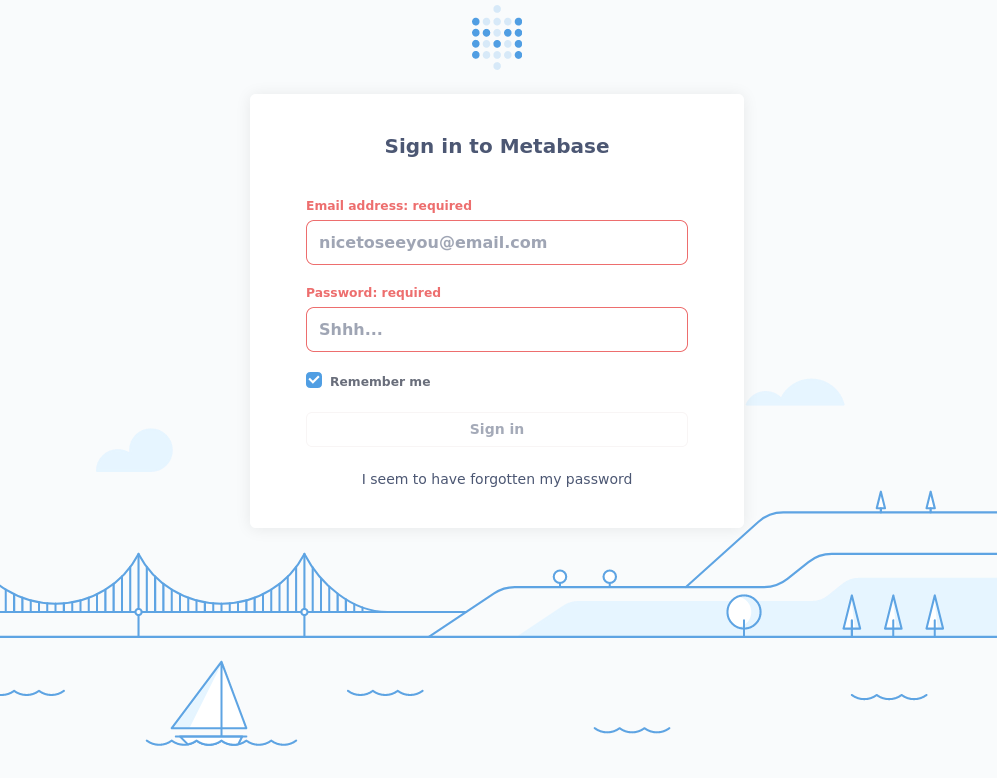 Sign in to Metabase
Email address: required
nicetoseeyou@email.com
Password: required
Shhh...
Remember me
Sign in
I seem to have forgotten my password